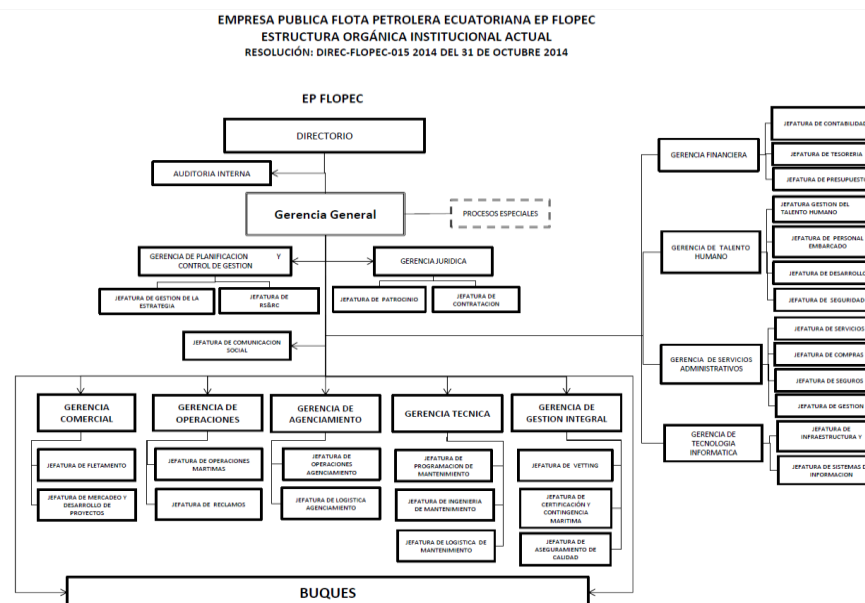 EMPRESA PUBLICA FLOTA PETROLERA ECUATORIANA EP FLOPEC
ESTRUCTURA ORGÁNICA INSTITUCIONAL ACTUAL
RESOLUCIÓN: DIREC-FLOPEC-015 2014 DEL 31 DE OCTUBRE 2014
EP FLOPEC
DIRECTORIO
AUDITORIA INTERNA
Gerencia General
PROCESOS ESPECIALES
GERENCIA DE PLANIFICACION Y
CONTROL DE GESTION
GERENCIA JURIDICA
JEFATURA DE GESTION DE LA
ESTRATEGIA
JEFATURA DE
RS&RC
JEFATURA DE PATROCINIO
JEFATURA DE
CONTRATACION
JEFATURA DE COMUNICACION
SOCIAL
GERENCIA FINANCIERA
JEFATURA DE CONTABILIDAD
JEFATURA DE TESORERIA
JEFATURA DE PRESUPUESTO
GERENCIA DE TALENTO
HUMANO
JEFATURA GESTION DEL
TALENTO HUMANO
JEFATURA DE PERSONAL
EMBARCADO
JEFATURA DE DESARROLLO
JEFATURA DE SEGURIDAD
GERENCIA DE SERVICIOS
ADMINISTRATIVOS
JEFATURA DE SERVICIOS
JEFATURA DE COMPRAS
JEFATURA DE SEGUROS
JEFATURA DE GESTION
GERENCIA DE
TECNOLOGIA
INFORMATICA
JEFATURA DE
INFRAESTRUCTURA Y
JEFATURA DE SISTEMAS D
INFORMACION
GERENCIA
COMERCIAL
JEFATURA DE FLETAMENTO
JEFATURA DE MERCADEO Y
DESARROLLO DE
PROYECTOS
GERENCIA DE
OPERACIONES
JEFATURA DE OPERACIONES
MARTIMAS
JEFATURA DE RECLAMOS
GERENCIA DE
AGENCIAMIENTO
JEFATURA DE
OPERACIONES
AGENCIAMIENTO
JEFATURA DE LOGISTICA
AGENCIAMIENTO
GERENCIA TECNICA
JEFATURA DE
PROGRAMACION DE
MANTENIMIENTO
JEFATURA DE INGENIERIA
DE MANTENIMIENTO
JEFATURA DE LOGISTICA DE
MANTENIMIENTO
GERENCIA DE
GESTION INTEGRAL
JEFATURA DE VETTING
JEFATURA DE
CERTIFICACIÓN Y
CONTINGENCIA
MARITIMA
JEFATURA DE
ASEGURAMIENTO DE
CALIDAD
BUQUES